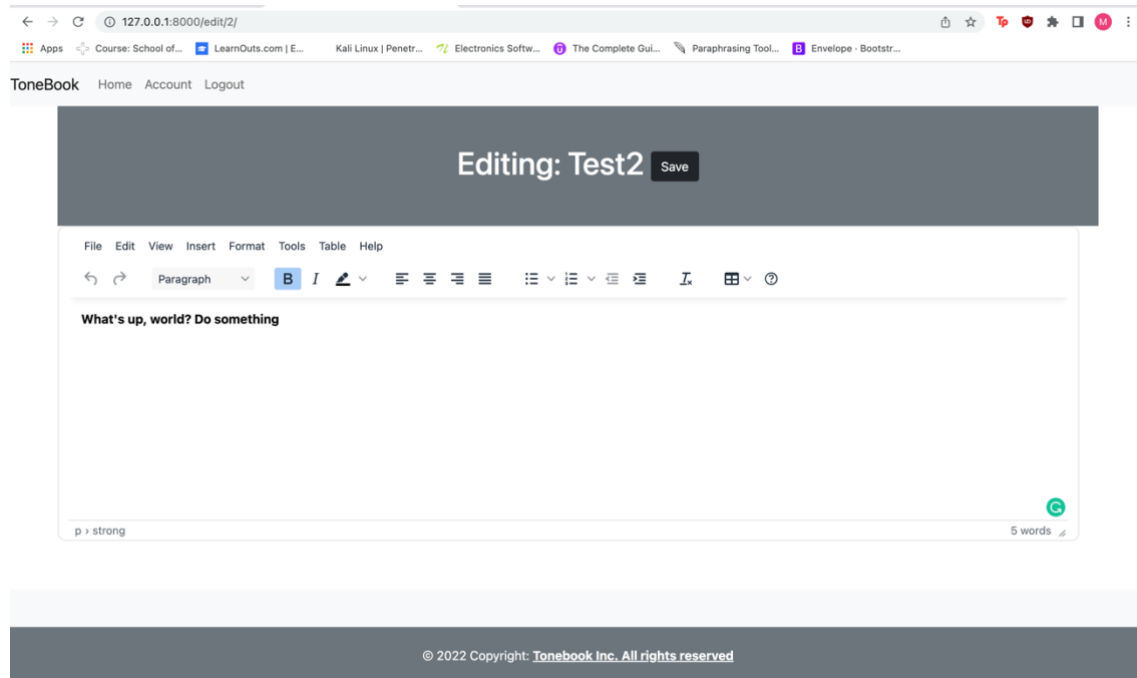 127.0.0.1:8000/edit/2/
Tp M
Apps Course: School of... LearnOuts.com | E... Kali Linux | Penetr... Electronics Softw... The Complete Gui... Paraphrasing Tool... B Envelope · Bootstr...
ToneBook Home Account Logout
Editing: Test2 Save
File Edit View Insert Format Tools Table Help
Paragraph B I
What's up, world? Do something
p › strong 5 words
© 2022 Copyright: Tonebook Inc. All rights reserved